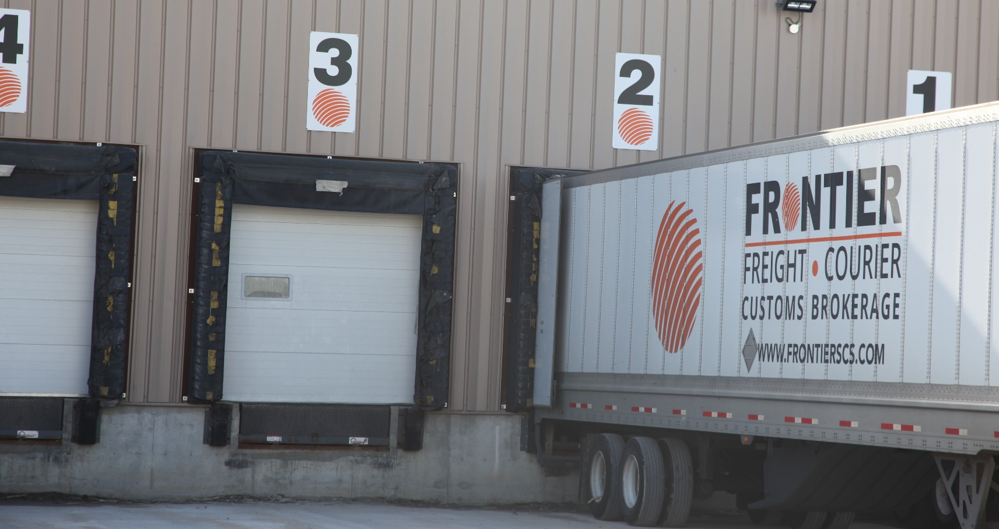 4
3
2
1
FRONTIER
FREIGHT • COURIER
CUSTOMS BROKERAGE
WWW.FRONTIERSCS.COM